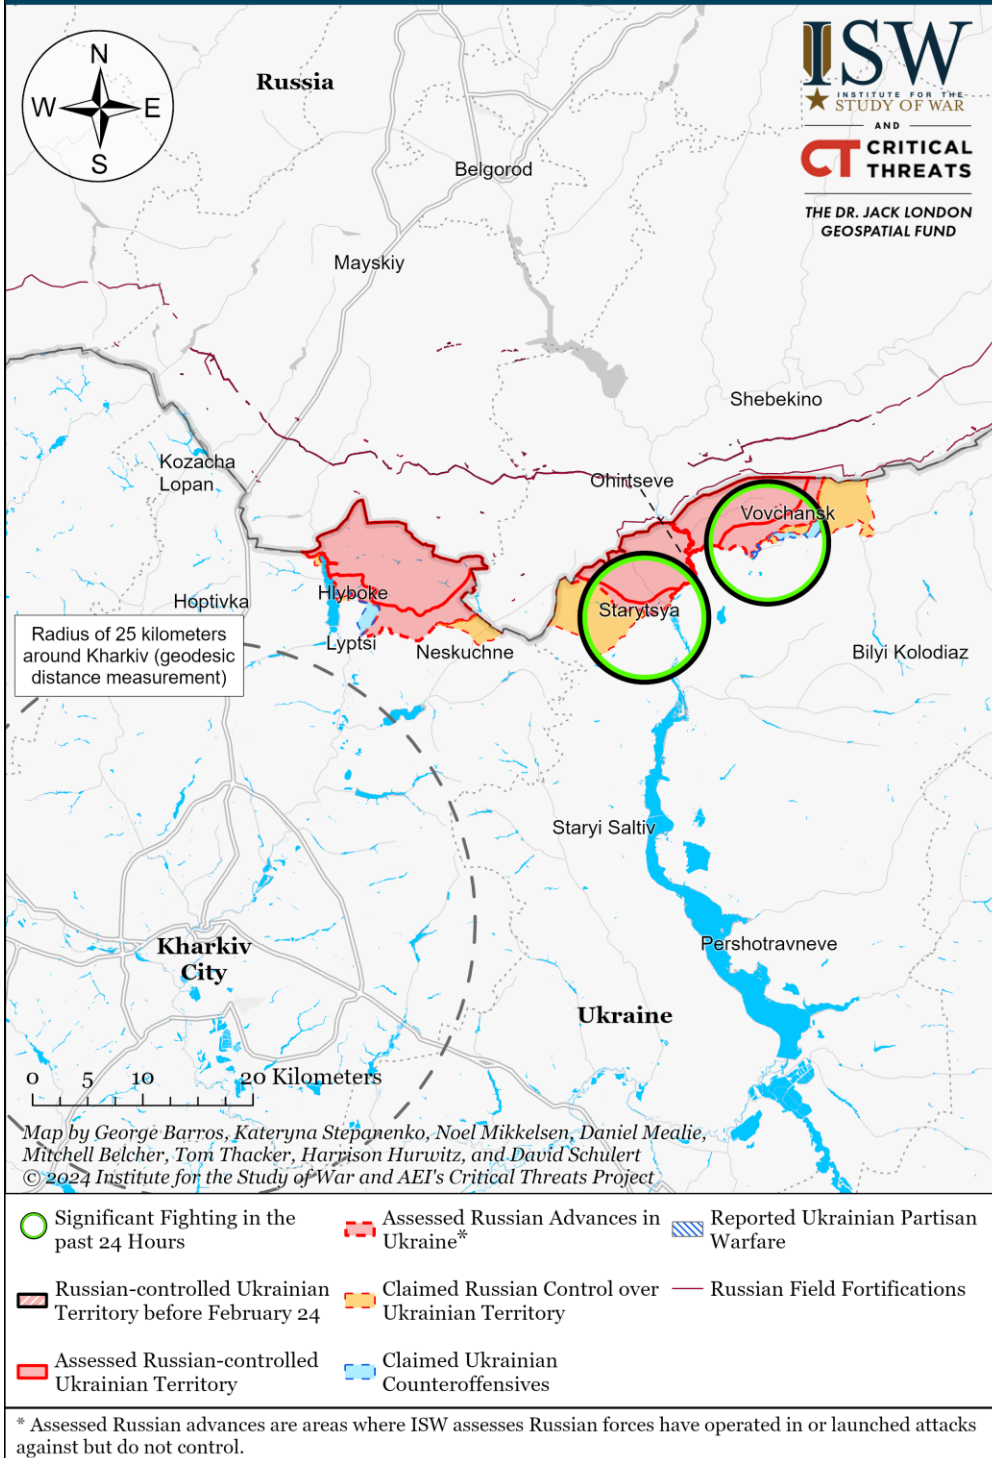 N
W
E
S
Russia
ISW
INSTITUTE FOR THE
STUDY OF WAR
AND
CT CRITICAL
THREATS
THE DR. JACK LONDON
GEOSPATIAL FUND
Belgorod
Mayskiy
Shebekino
Kozacha
Lopan
Ohirtseve
Vovchansk
Hlyboke
Hoptivka
Starytsya
Radius of 25 kilometers
around Kharkiv (geodesic
distance measurement)
Lyptsi
Neskuchne
Bilyi Kolodiaz
Staryi Saltiv
Kharkiv
City
Pershotravneve
Ukraine
0 5 10 20 Kilometers
Map by George Barros, Kateryna Stepanenko, Noel Mikkelsen, Daniel Mealie,
Mitchell Belcher, Tom Thacker, Harrison Hurwitz, and David Schulert
© 2024 Institute for the Study of War and AEI's Critical Threats Project
Significant Fighting in the
past 24 Hours
Russian-controlled Ukrainian
Territory before February 24
Assessed Russian-controlled
Ukrainian Territory
Assessed Russian Advances in
Ukraine*
Claimed Russian Control over
Ukrainian Territory
Claimed Ukrainian
Counteroffensives
Reported Ukrainian Partisan
Warfare
Russian Field Fortifications
* Assessed Russian advances are areas where ISW assesses Russian forces have operated in or launched attacks
against but do not control.